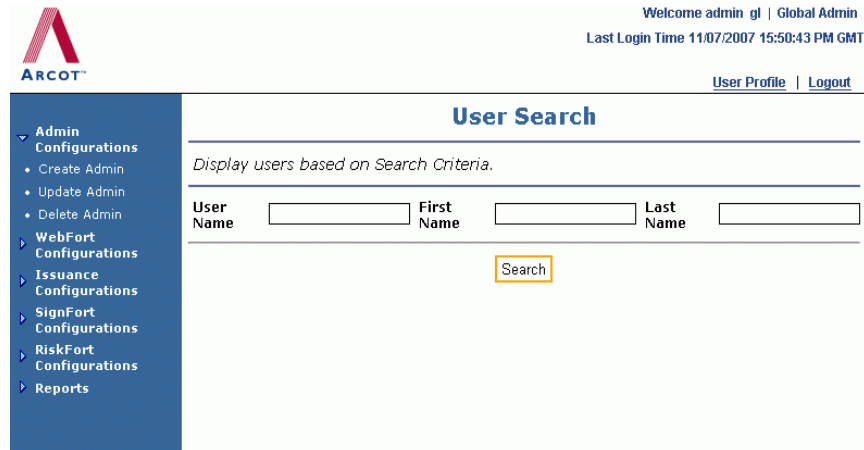 Welcome admin gl | Global Admin
Last Login Time 11/07/2007 15:50:43 PM GMT
ARCOT™
User Profile | Logout
Admin
Configurations
• Create Admin
• Update Admin
• Delete Admin
WebFort
Configurations
Issuance
Configurations
SignFort
Configurations
RiskFort
Configurations
Reports
User Search
Display users based on Search Criteria.
User
Name
First
Name
Last
Name
Search